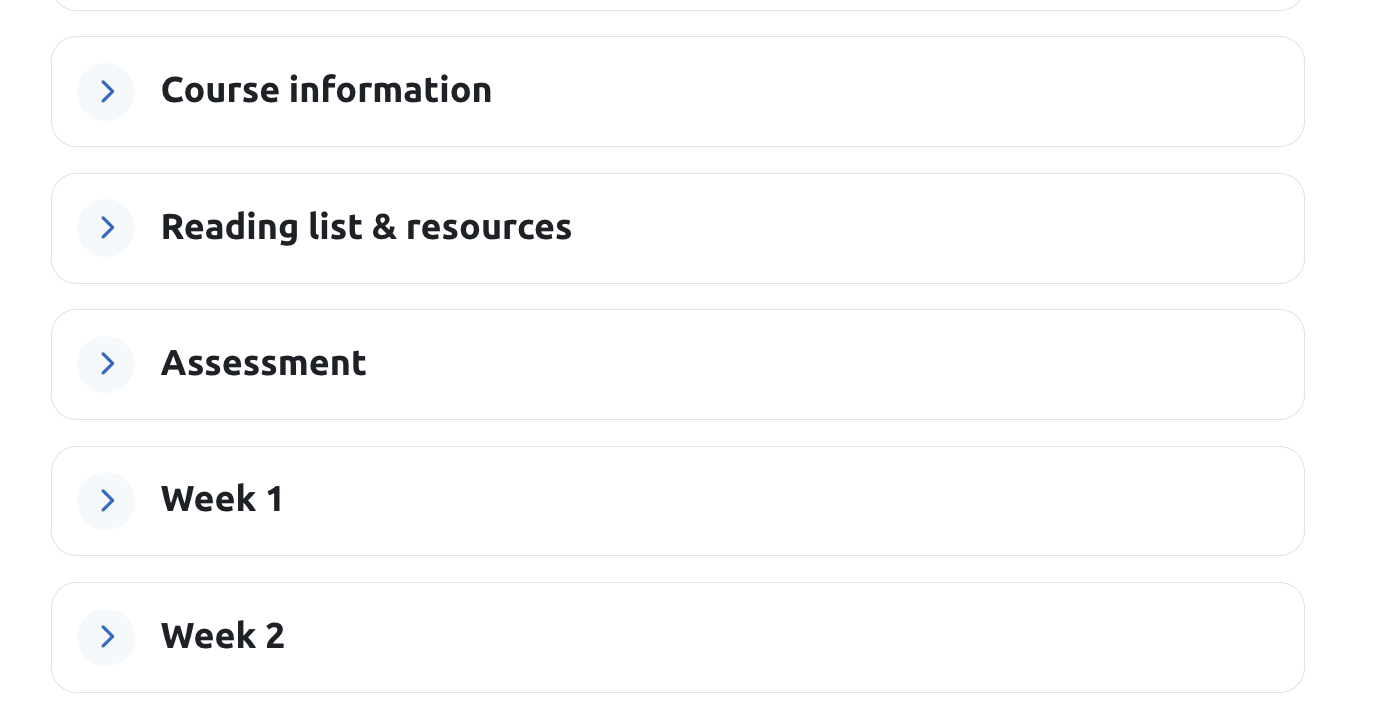 Course information
Reading list & resources
Assessment
Week 1
Week 2